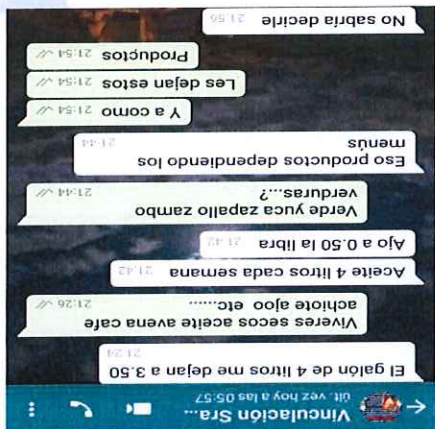 Vinculación Sra...
últ. vez hoy a las 05:57
El galón de 4 litros me dejan a 3.50
21:24
Viveres secos aceite avena cafe
achiote ajoo etc......
21:26
Aceite 4 litros cada semana 21:42
Ajo a 0.50 la libra 21:42
Verde yuca zapallo zambo
verduras...? 21:44
Eso productos dependiendo los
menús 21:44
Y a como 21:54
Les dejan estos 21:54
Productos 21:54
No sabría decirle 21:56